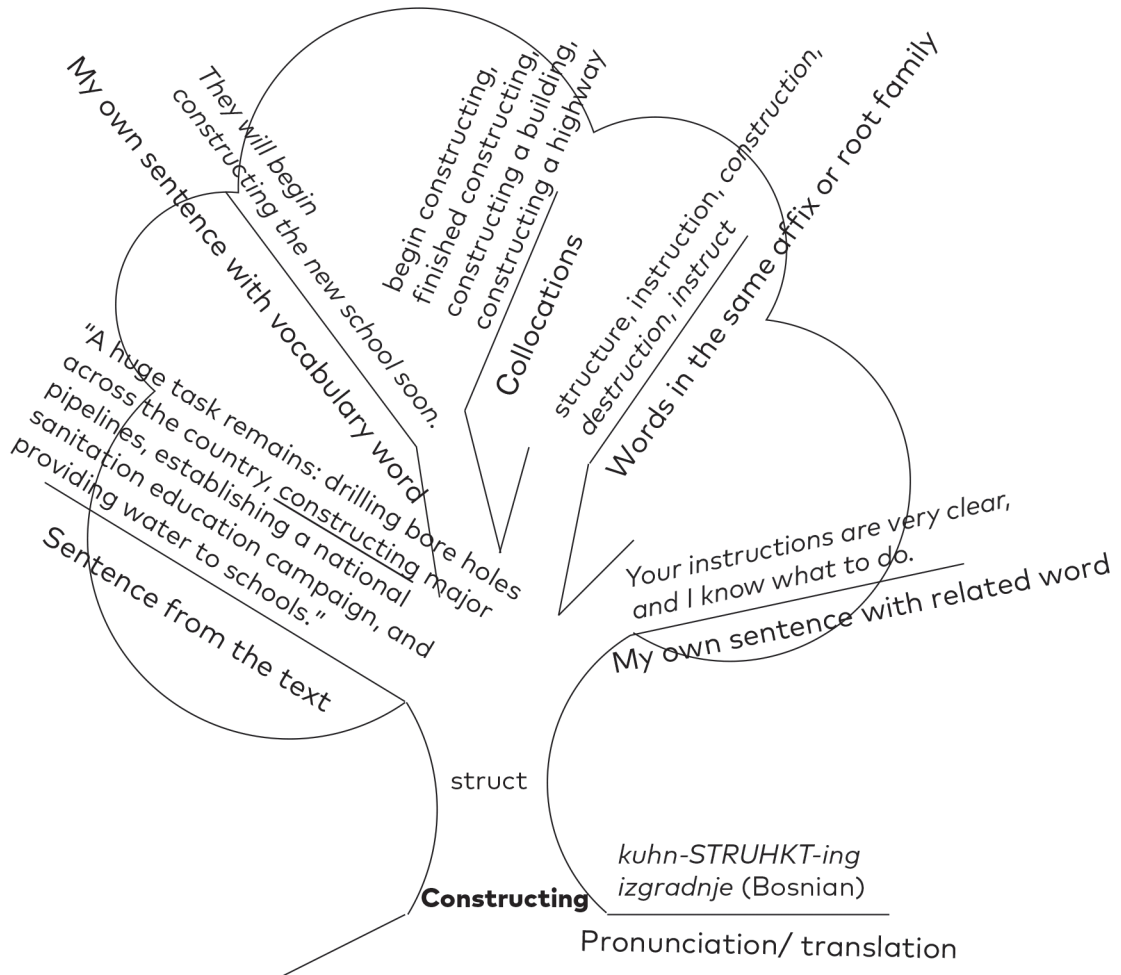 My own sentence with vocabulary word
They will begin
constructing the new school soon.
begin constructing,
finished constructing,
constructing a building,
constructing a highway
Collocations
structure, instruction, construction,
destruction, instruct
Words in the same affix or root family
"A huge task remains: drilling bore holes
across the country, constructing major
pipelines, establishing a national
sanitation education campaign, and
providing water to schools."
Sentence from the text
Your instructions are very clear,
and I know what to do.
My own sentence with related word
struct
Constructing
kuhn-STRUHKT-ing
izgradnje (Bosnian)
Pronunciation/ translation